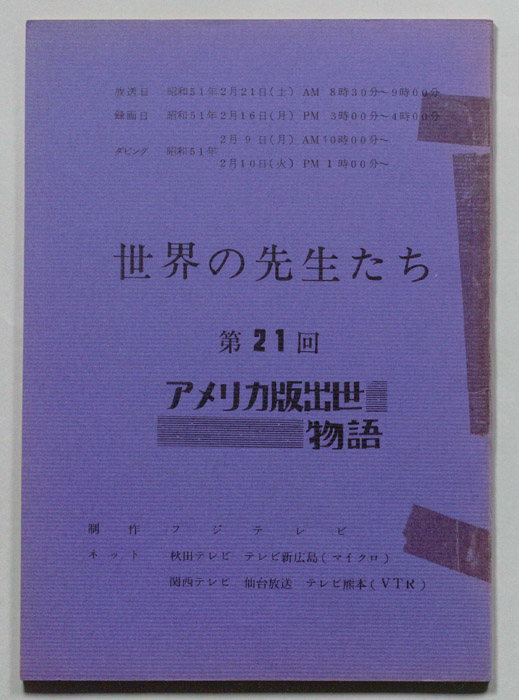 放送日 昭和51年2月21日(土) AM 8時30分〜9時00分
録画日 昭和51年2月16日(月) PM 3時00分〜4時00分
2月 9日(月) AM10時00分〜
ダビング 昭和51年
2月10日(火) PM 1時00分〜
世界の先生たち
第21回
アメリカ版出世
物語
制作 フジテレビ
ネット 秋田テレビ テレビ新広島(マイクロ)
関西テレビ 仙台放送 テレビ熊本(VTR)